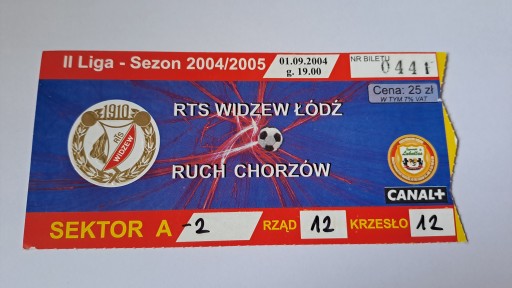 II Liga - Sezon 2004/2005
01.09.2004
g. 19.00
NR BILETU
Cena: 25 zł
W TYM 7% VAT
1910
RTS
WIDZEW
RTS WIDZEW ŁÓDŹ
RUCH CHORZÓW
CANAL+
SEKTOR A -2
RZĄD 12
KRZESŁO 12